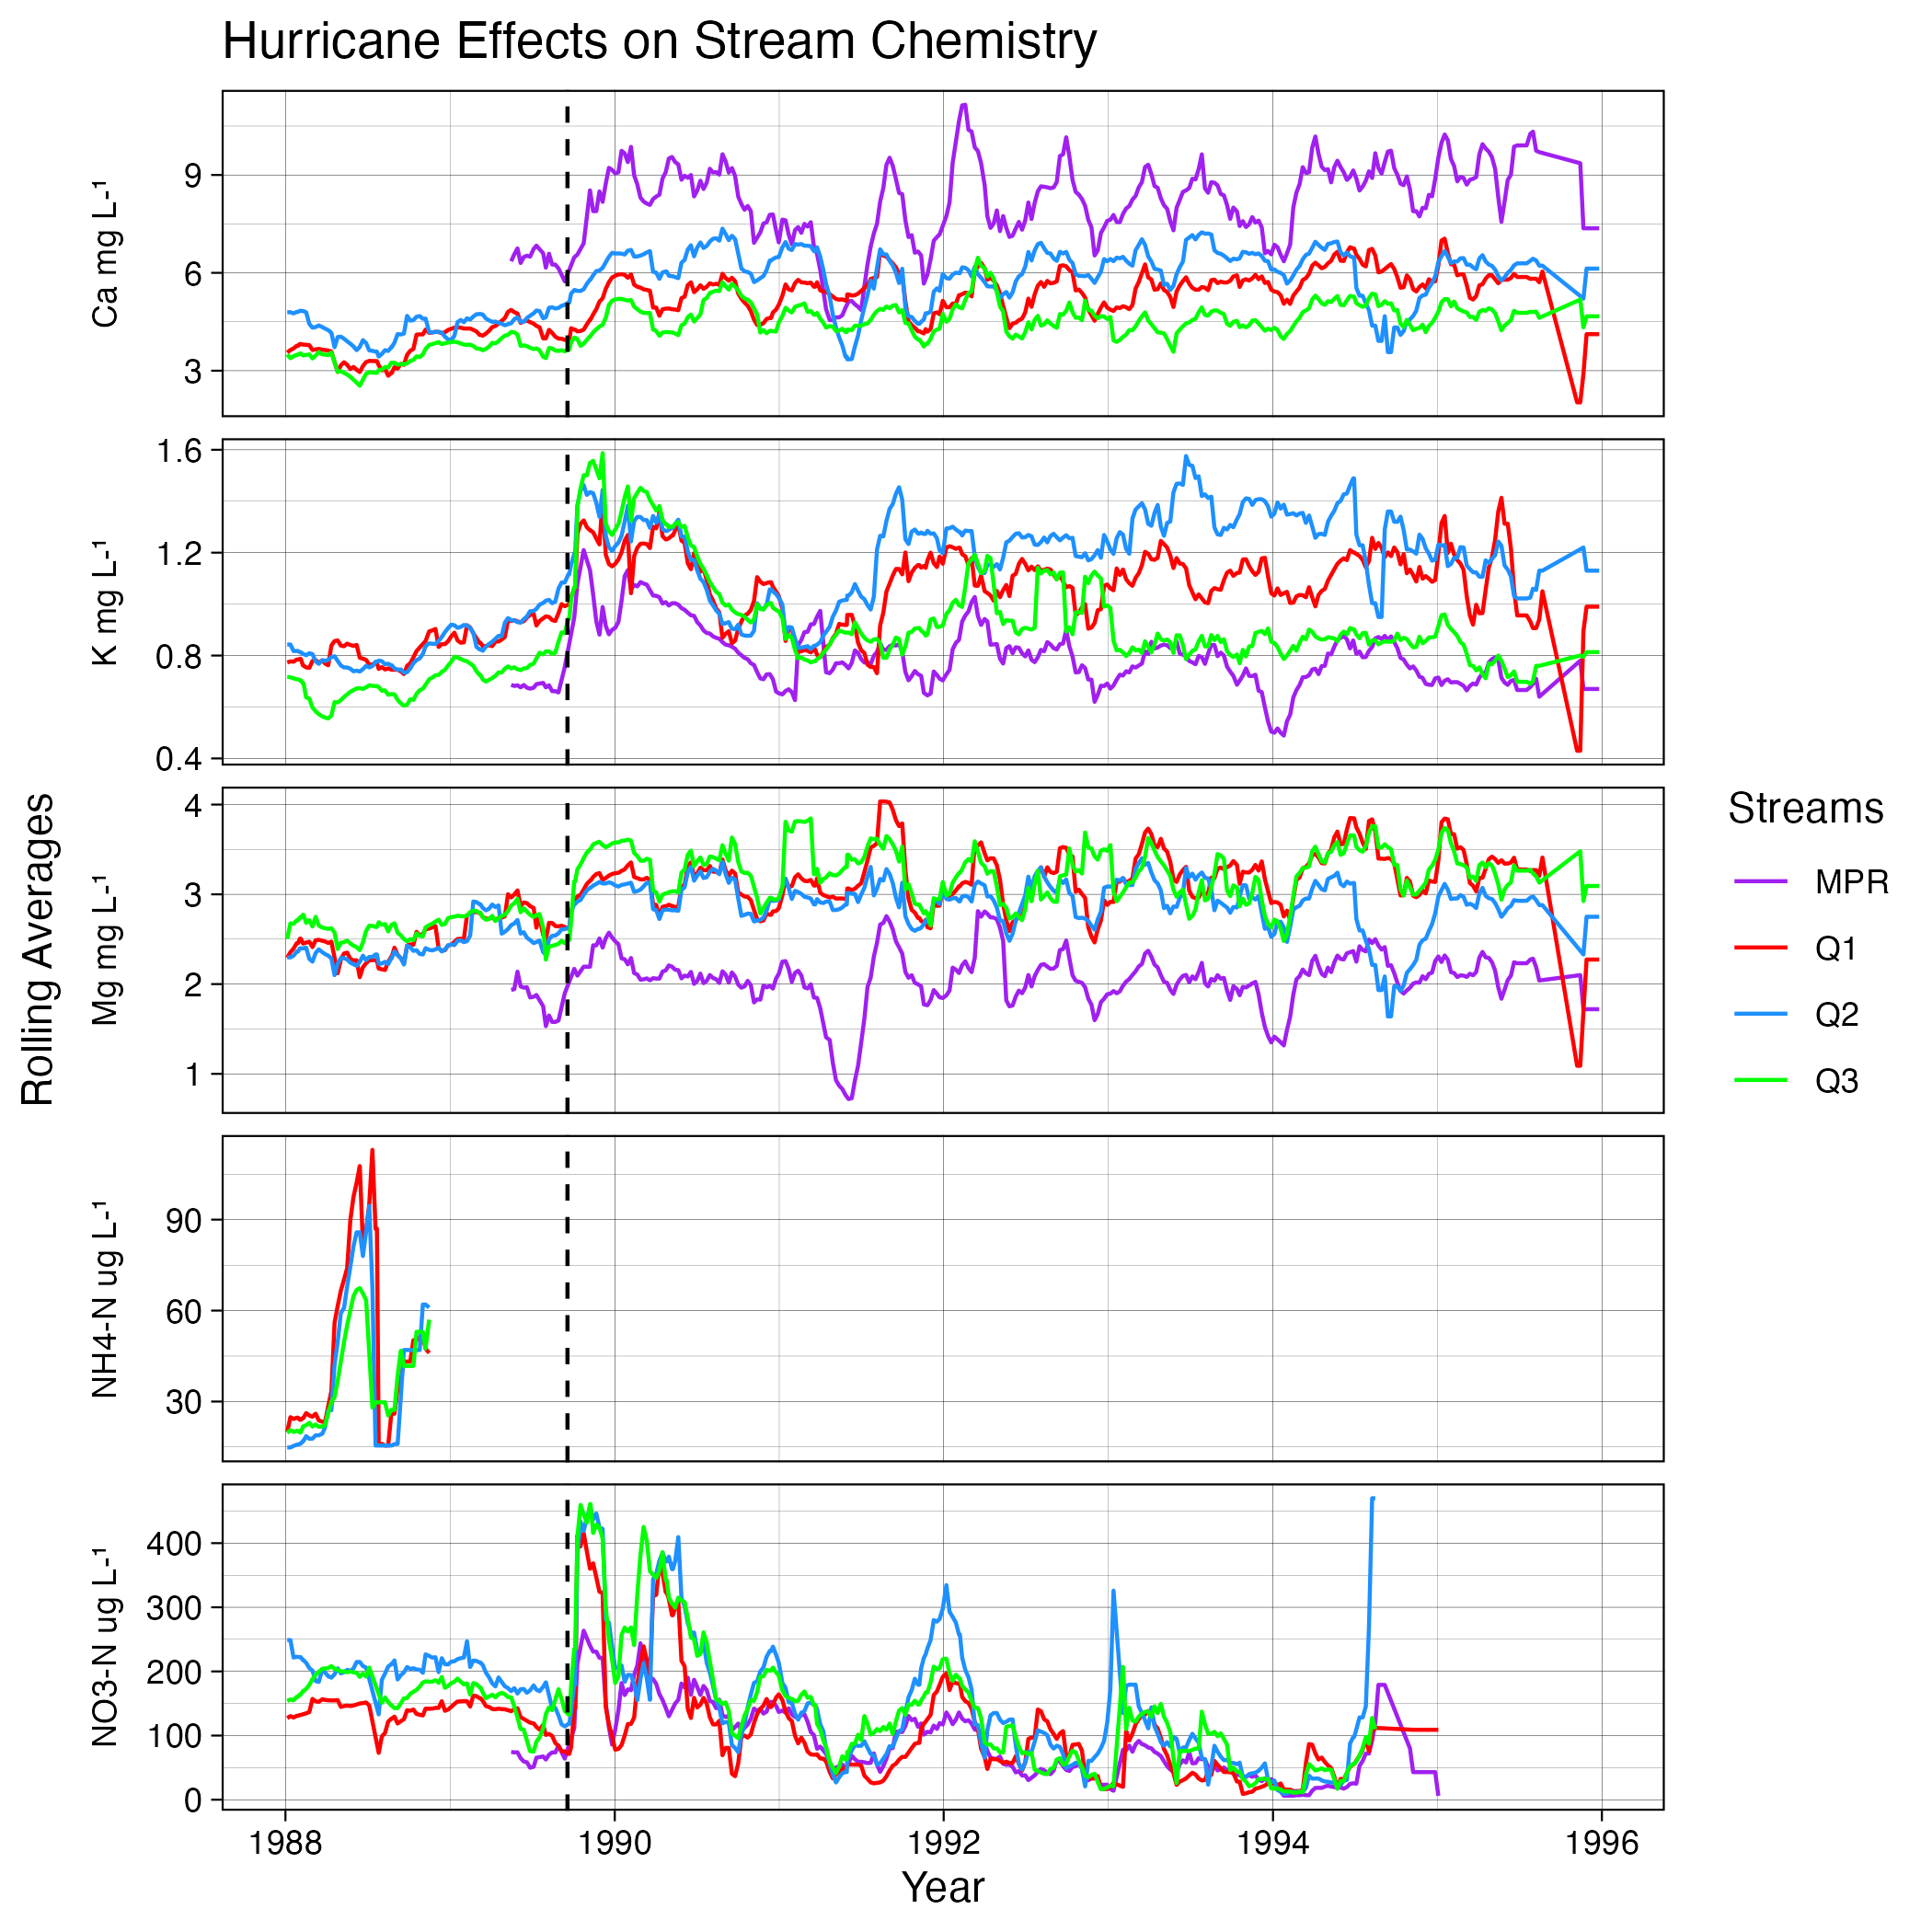 Hurricane Effects on Stream Chemistry
Rolling Averages
Ca mg L-¹
9
6
3
K mg L-¹
1.6
1.2
0.8
0.4
Mg mg L-¹
4
3
2
1
NH4-N ug L-¹
90
60
30
NO3-N ug L-¹
400
300
200
100
0
1988 1990 1992 1994 1996
Year
Streams
MPR
Q1
Q2
Q3